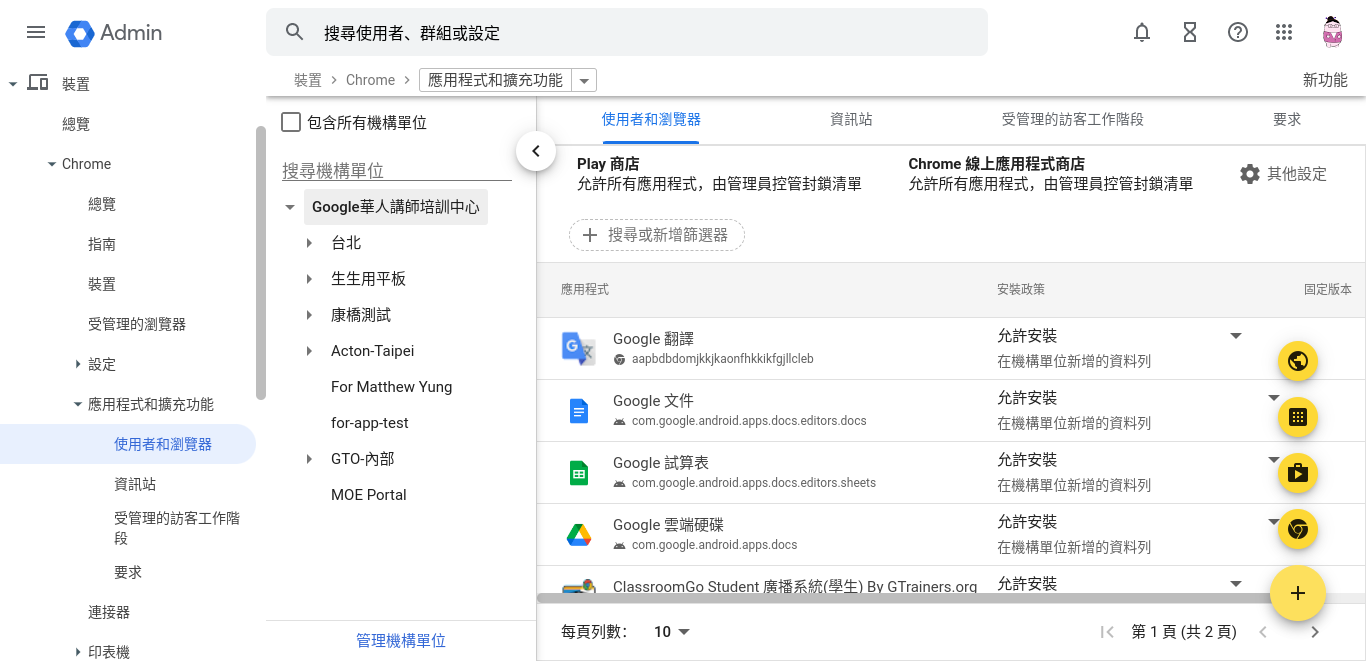 Admin
搜尋使用者、群組或設定
裝置
總覽
Chrome
總覽
指南
裝置
受管理的瀏覽器
設定
應用程式和擴充功能
使用者和瀏覽器
資訊站
受管理的訪客工作階
段
要求
連接器
印表機
裝置 > Chrome > 應用程式和擴充功能
新功能
包含所有機構單位
搜尋機構單位
Google華人講師培訓中心
台北
生生用平板
康橋測試
Acton-Taipei
For Matthew Yung
for-app-test
GTO-內部
MOE Portal
管理機構單位
使用者和瀏覽器 資訊站 受管理的訪客工作階段 要求
Play 商店
允許所有應用程式，由管理員控管封鎖清單
Chrome 線上應用程式商店
允許所有應用程式，由管理員控管封鎖清單
其他設定
搜尋或新增篩選器
應用程式 安裝政策 固定版本
Google 翻譯
aapbdbdomjkkjkaonfhkkikfgjllcleb
允許安裝
在機構單位新增的資料列
Google 文件
com.google.android.apps.docs.editors.docs
允許安裝
在機構單位新增的資料列
Google 試算表
com.google.android.apps.docs.editors.sheets
允許安裝
在機構單位新增的資料列
Google 雲端硬碟
com.google.android.apps.docs
允許安裝
在機構單位新增的資料列
ClassroomGo Student 廣播系統(學生) By GTrainers.org
允許安裝
每頁列數： 10 第 1 頁 (共 2 頁)